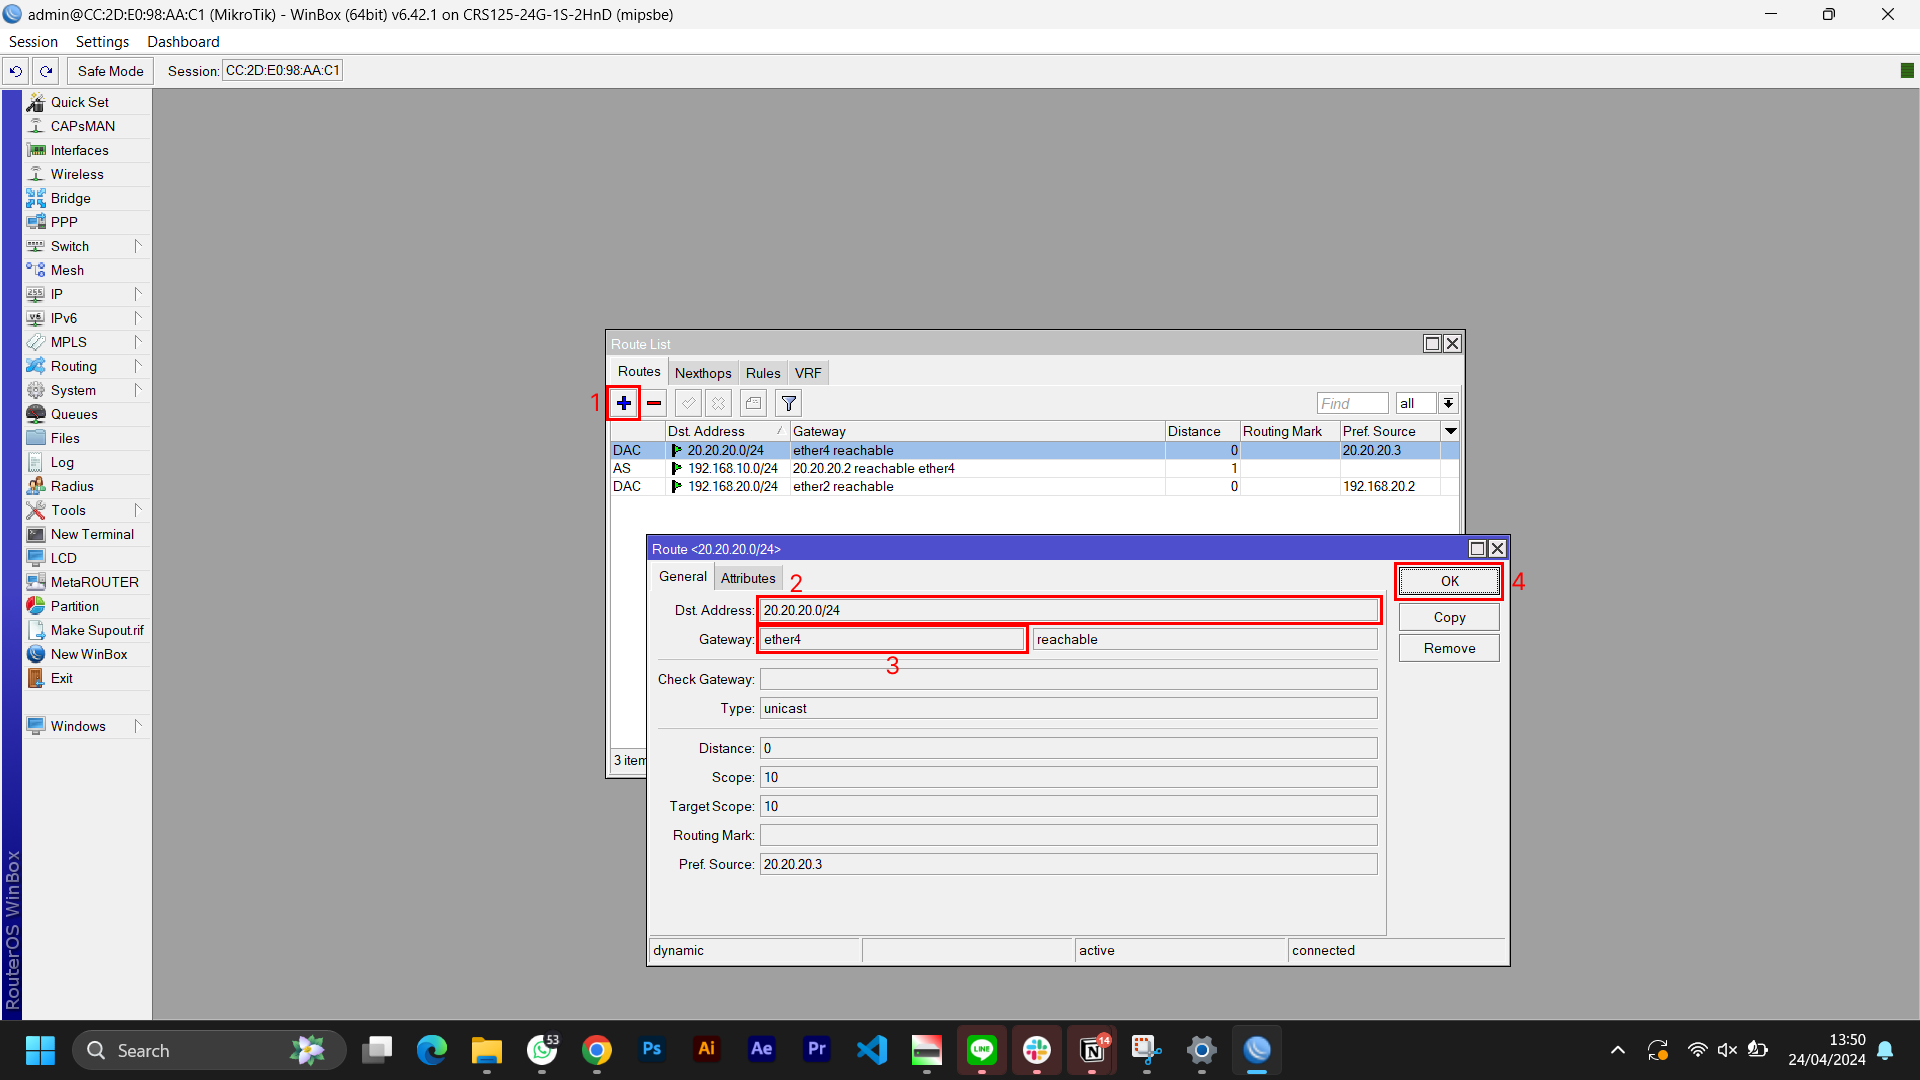 admin@CC:2D:E0:98:AA:C1 (MikroTik) - WinBox (64bit) v6.42.1 on CRS125-24G-1S-2HnD (mipsbe)
Session Settings Dashboard
Safe Mode Session: CC:2D:E0:98:AA:C1
Quick Set
CAPsMAN
Interfaces
Wireless
Bridge
PPP
Switch
Mesh
IP
IPv6
MPLS
Routing
System
Queues
Files
Log
Radius
Tools
New Terminal
LCD
MetaROUTER
Partition
Make Supout.rif
New WinBox
Exit
Windows
RouterOS WinBox
Route List
Routes Nexthops Rules VRF
1 Find all
Dst. Address Gateway Distance Routing Mark Pref. Source
DAC 20.20.20.0/24 ether4 reachable 0 20.20.20.3
AS 192.168.10.0/24 20.20.20.2 reachable ether4 1
DAC 192.168.20.0/24 ether2 reachable 0 192.168.20.2
3 item
Route <20.20.20.0/24>
General Attributes 2
Dst. Address: 20.20.20.0/24
Gateway: ether4 reachable
3
Check Gateway:
Type: unicast
Distance: 0
Scope: 10
Target Scope: 10
Routing Mark:
Pref. Source: 20.20.20.3
OK 4
Copy
Remove
dynamic active connected
Search
53
Ps
Ai
Ae
Pr
LINE
14
13:50
24/04/2024